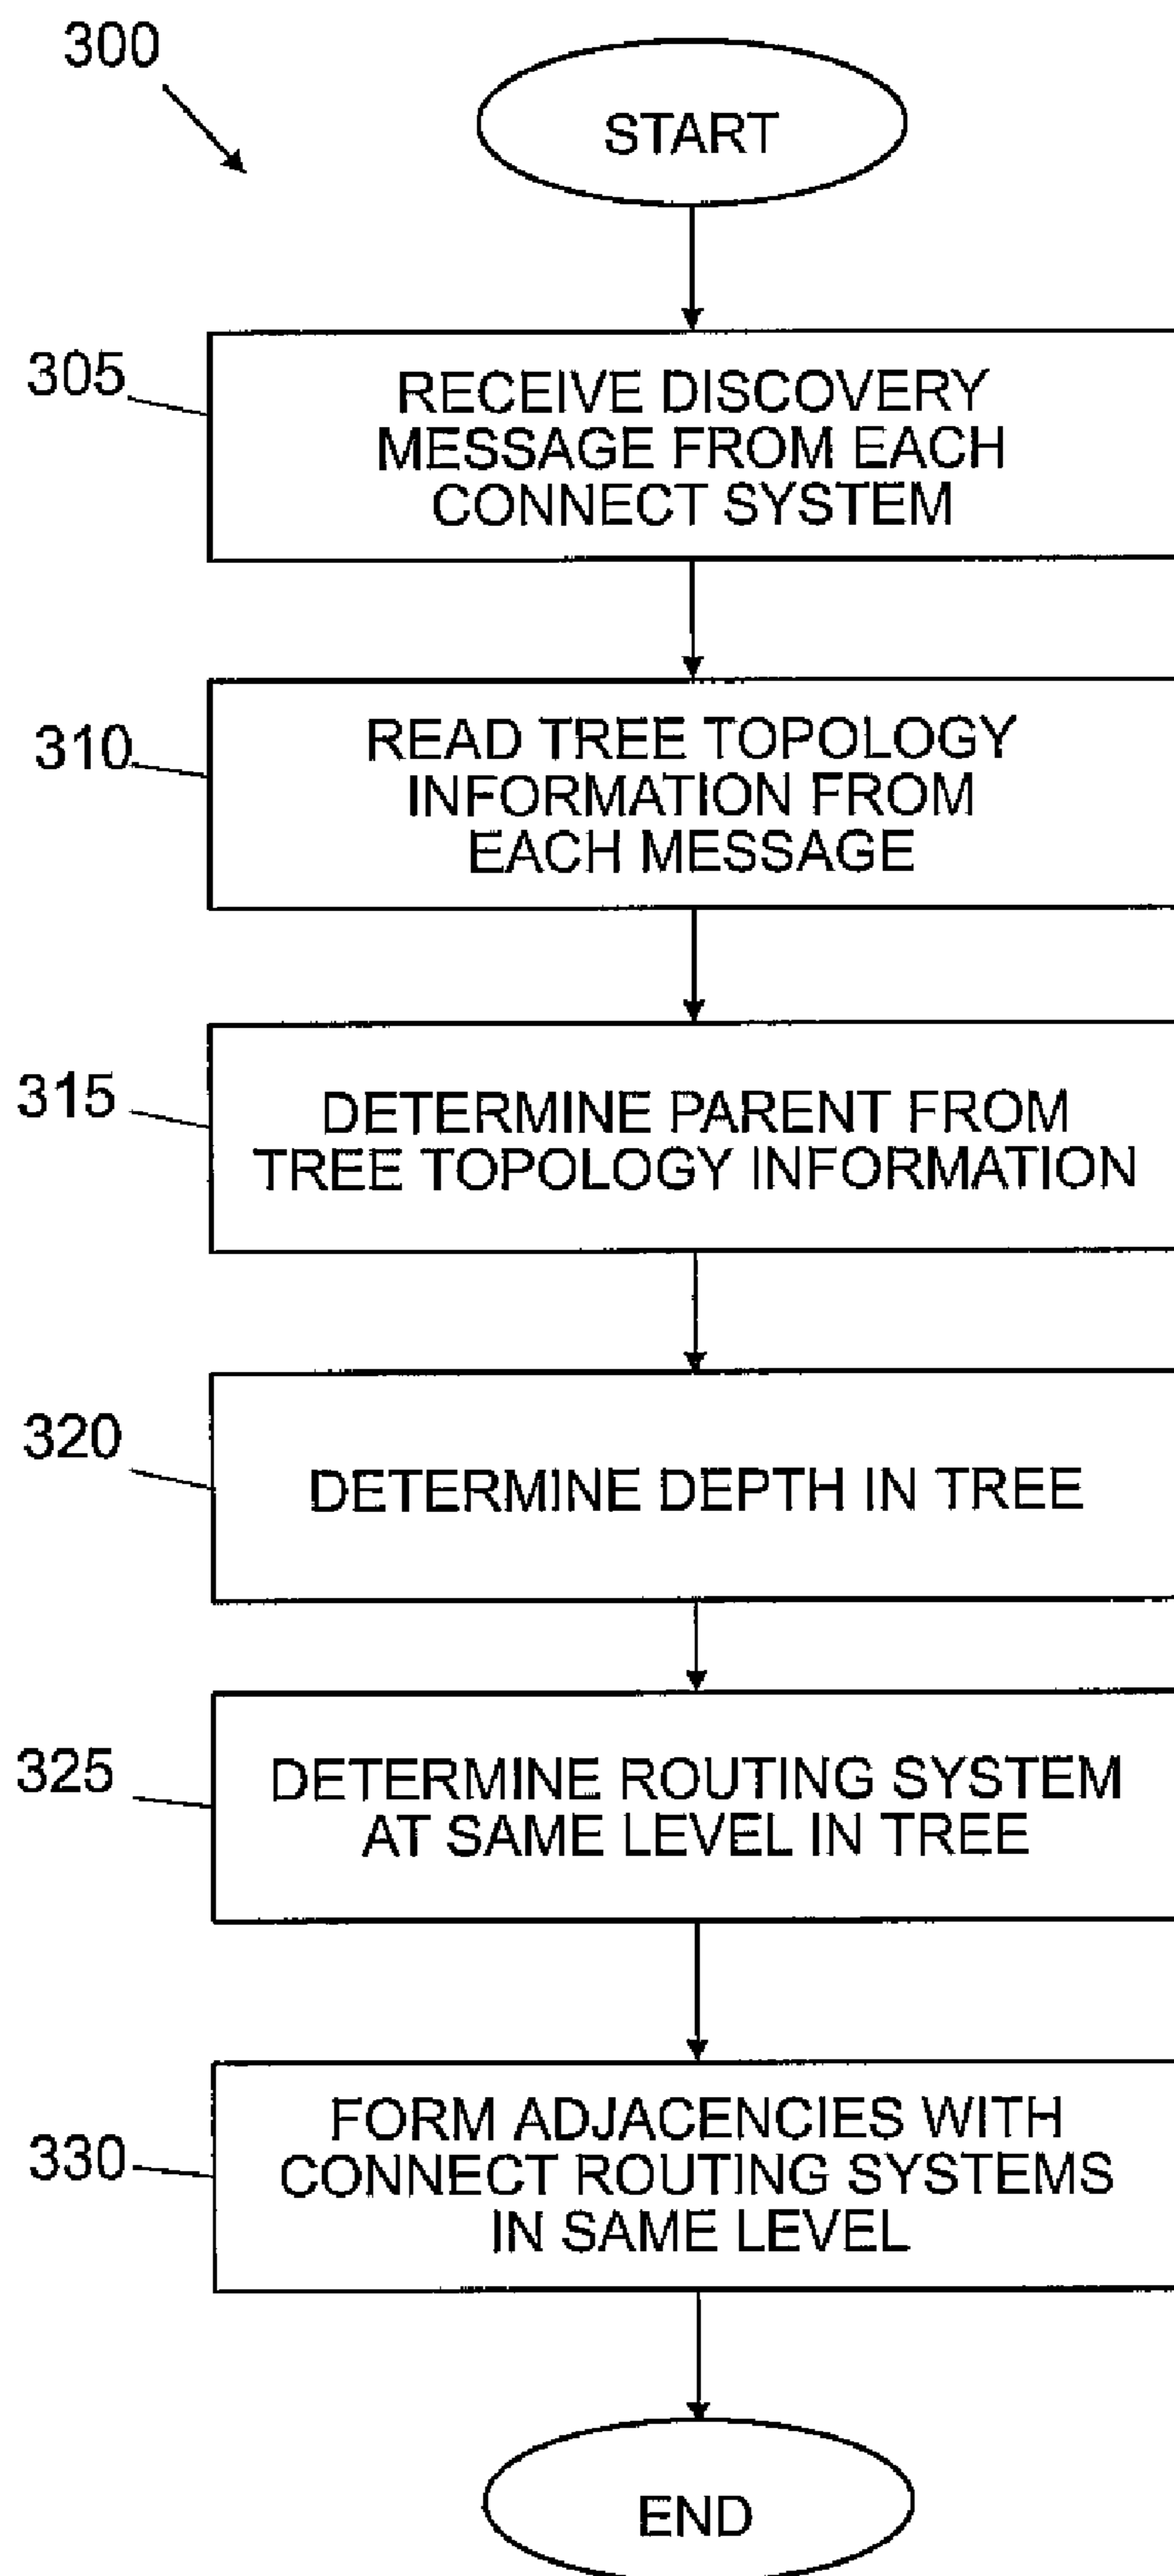 300
START
305
RECEIVE DISCOVERY
MESSAGE FROM EACH
CONNECT SYSTEM
310
READ TREE TOPOLOGY
INFORMATION FROM
EACH MESSAGE
315
DETERMINE PARENT FROM
TREE TOPOLOGY INFORMATION
320
DETERMINE DEPTH IN TREE
325
DETERMINE ROUTING SYSTEM
AT SAME LEVEL IN TREE
330
FORM ADJACENCIES WITH
CONNECT ROUTING SYSTEMS
IN SAME LEVEL
END